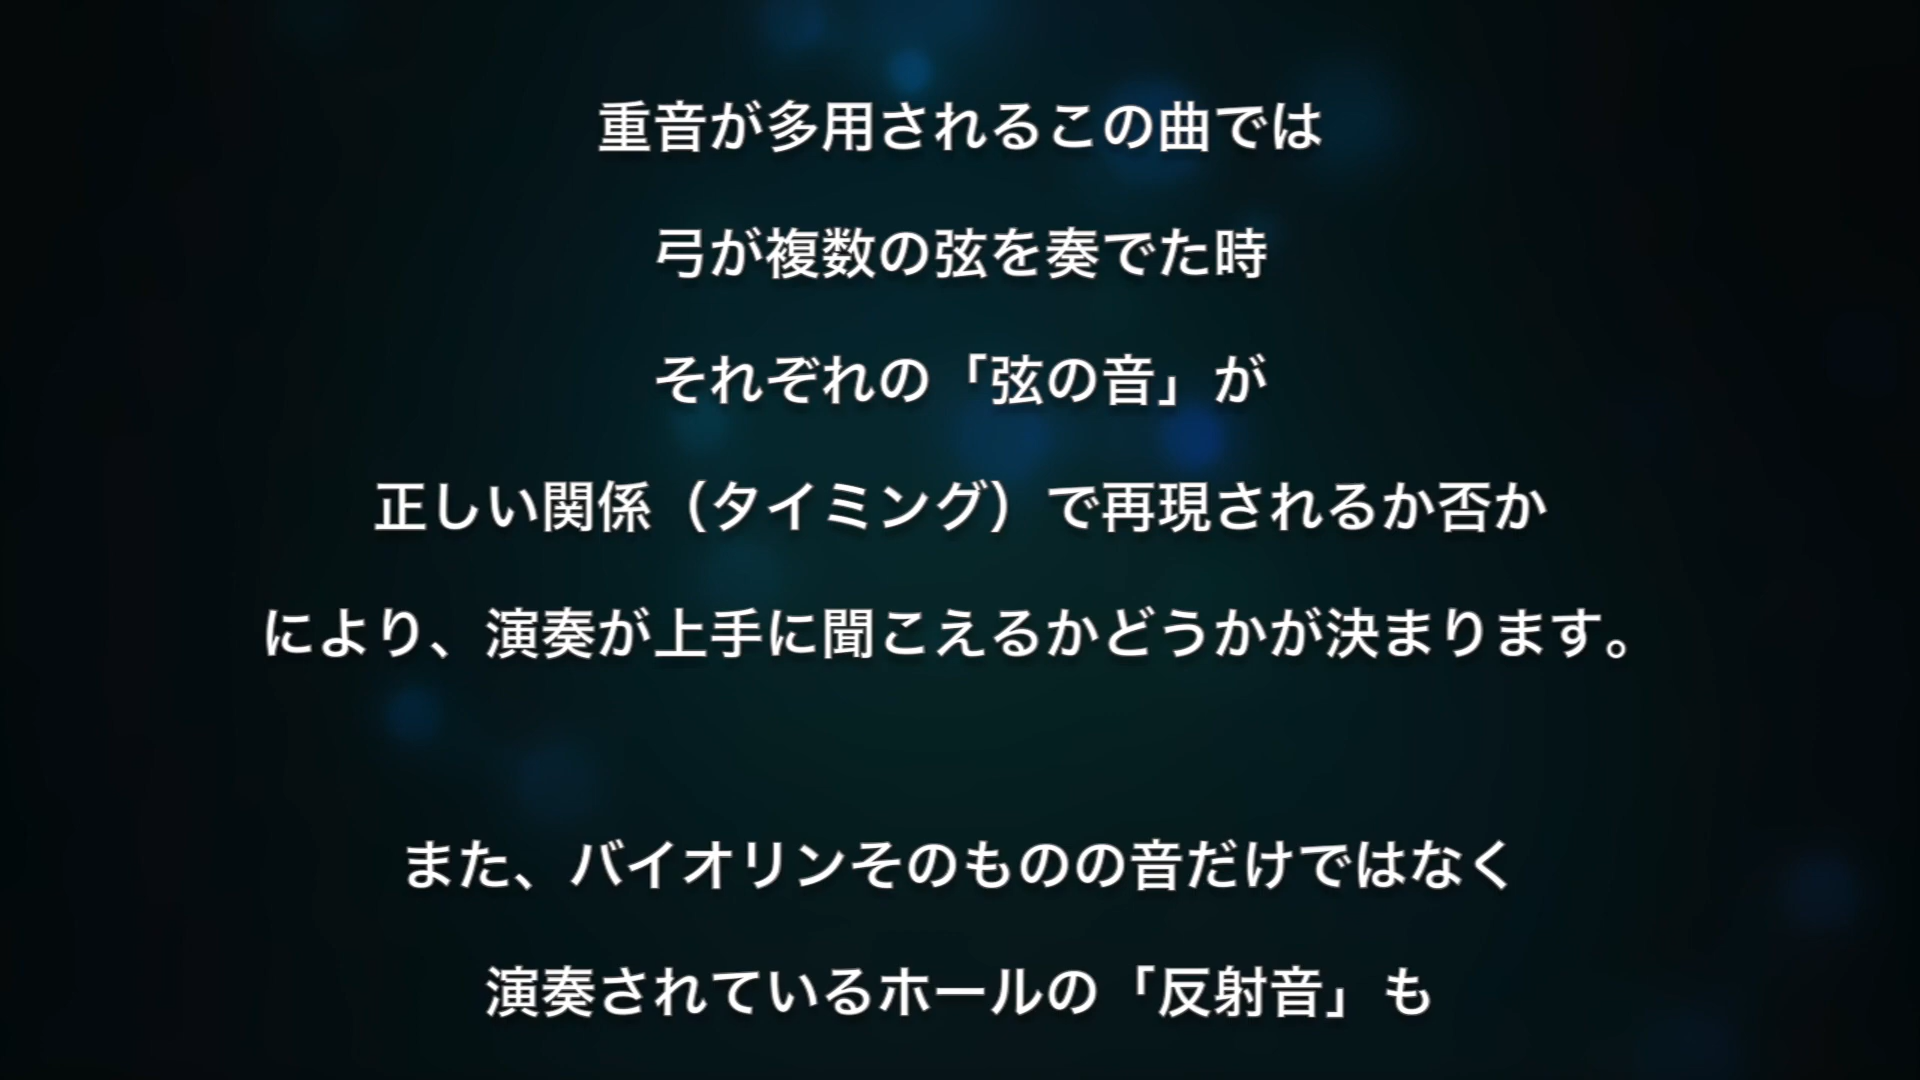 重音が多用されるこの曲では
弓が複数の弦を奏でた時
それぞれの「弦の音」が
正しい関係（タイミング）で再現されるか否か
により、演奏が上手に聞こえるかどうかが決まります。
また、バイオリンそのものの音だけではなく
演奏されているホールの「反射音」も